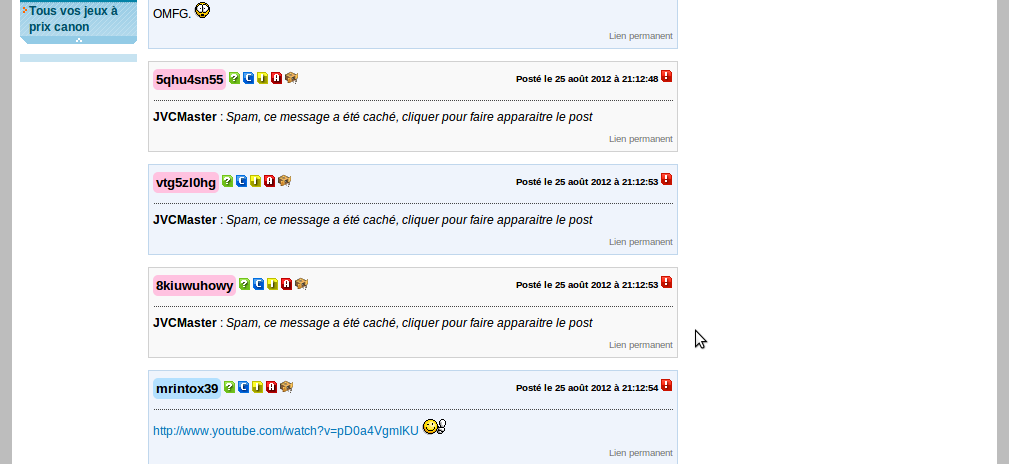 Tous vos jeux à
prix canon
OMFG.
Lien permanent
5qhu4sn55 ? C T A
Posté le 25 août 2012 à 21:12:48 !
JVCMaster : Spam, ce message a été caché, cliquer pour faire apparaitre le post
Lien permanent
vtg5zl0hg ? C T A
Posté le 25 août 2012 à 21:12:53 !
JVCMaster : Spam, ce message a été caché, cliquer pour faire apparaitre le post
Lien permanent
8kiuwuhowy ? C T A
Posté le 25 août 2012 à 21:12:53 !
JVCMaster : Spam, ce message a été caché, cliquer pour faire apparaitre le post
Lien permanent
mrintox39 ? C T A
Posté le 25 août 2012 à 21:12:54 !
http://www.youtube.com/watch?v=pD0a4VgmIKU
Lien permanent